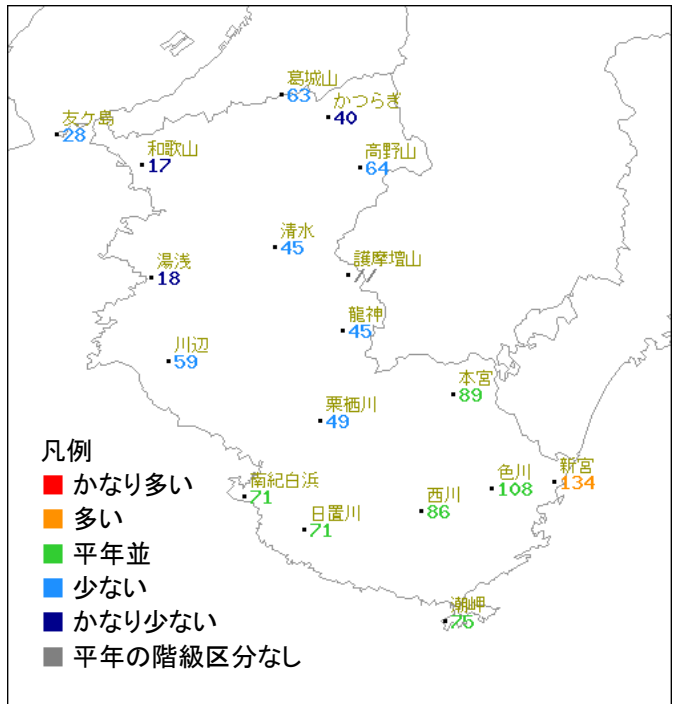 葛城山
63
かつらぎ
40
友ケ島
28
和歌山
17
高野山
64
清水
45
護摩壇山
//
湯浅
18
龍神
45
川辺
59
本宮
89
栗栖川
49
凡例
かなり多い
多い
平年並
少ない
かなり少ない
平年の階級区分なし
南紀白浜
71
日置川
71
西川
86
色川
108
新宮
134
潮岬
75